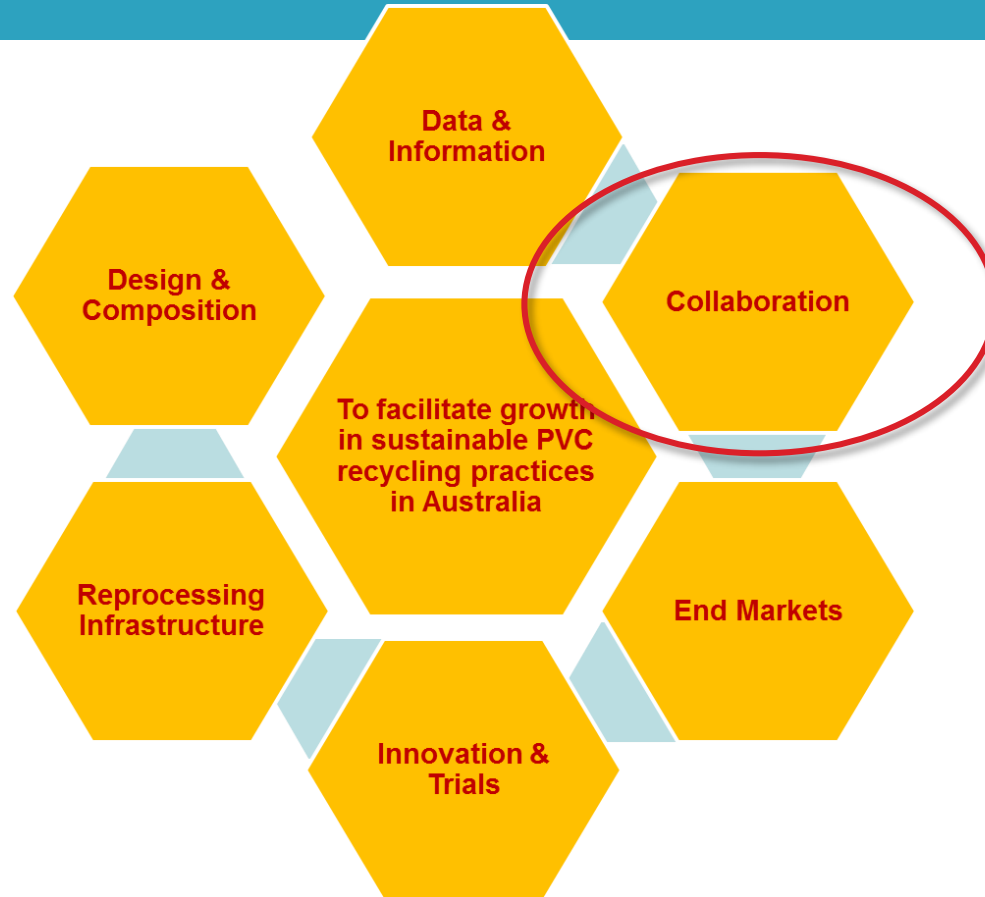 Data &
Information
Collaboration
Design &
Composition
To facilitate growth
in sustainable PVC
recycling practices
in Australia
Reprocessing
Infrastructure
End Markets
Innovation &
Trials